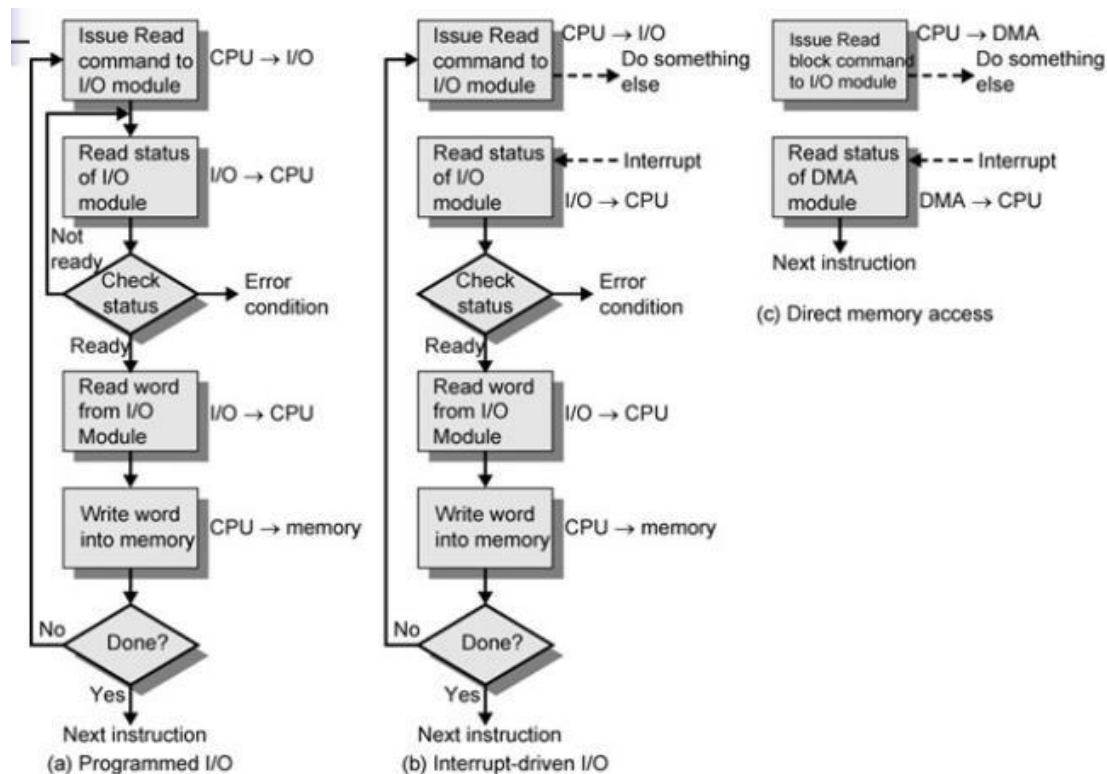 Issue Read
command to
I/O module
CPU → I/O
Read status
of I/O
module
I/O → CPU
Not
ready
Check
status
Error
condition
Ready
Read word
from I/O
Module
I/O → CPU
Write word
into memory
CPU → memory
No
Done?
Yes
Next instruction
(a) Programmed I/O
Issue Read
command to
I/O module
CPU → I/O
Do something
else
Read status
of I/O
module
Interrupt
I/O → CPU
Check
status
Error
condition
Ready
Read word
from I/O
Module
I/O → CPU
Write word
into memory
CPU → memory
No
Done?
Yes
Next instruction
(b) Interrupt-driven I/O
Issue Read
block command
to I/O module
CPU → DMA
Do something
else
Read status
of DMA
module
Interrupt
DMA → CPU
Next instruction
(c) Direct memory access